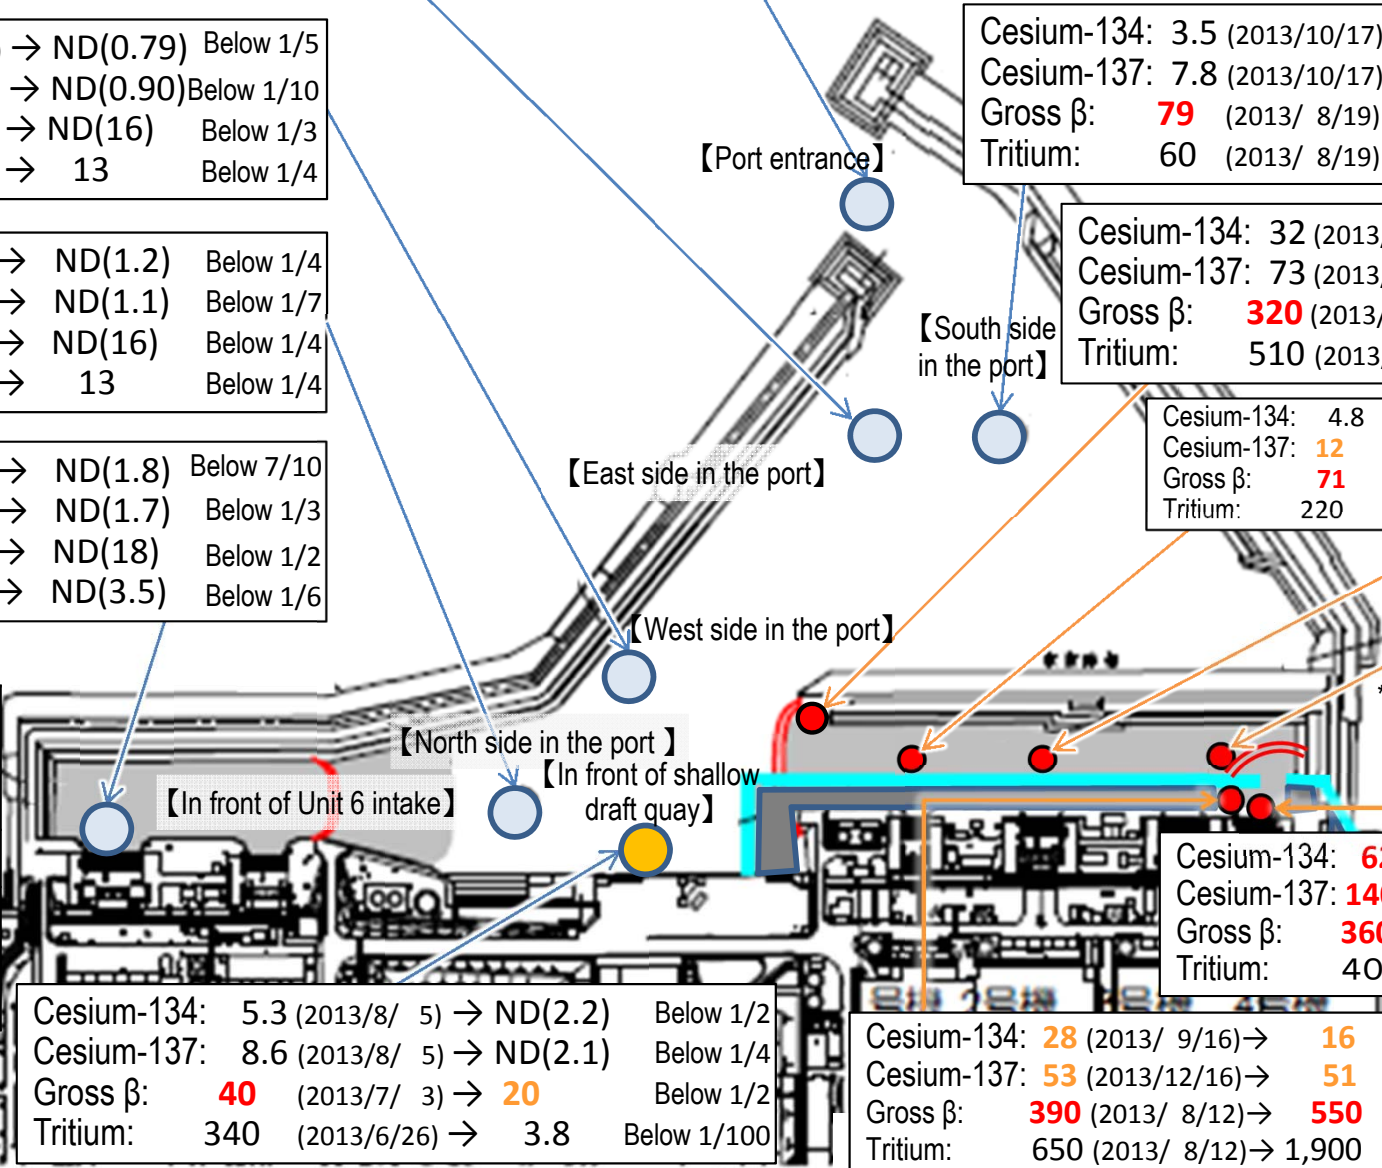 → ND(0.79) Below 1/5
→ ND(0.90) Below 1/10
→ ND(16) Below 1/3
→ 13 Below 1/4
→ ND(1.2) Below 1/4
→ ND(1.1) Below 1/7
→ ND(16) Below 1/4
→ 13 Below 1/4
→ ND(1.8) Below 7/10
→ ND(1.7) Below 1/3
→ ND(18) Below 1/2
→ ND(3.5) Below 1/6
Cesium-134: 3.5 (2013/10/17)
Cesium-137: 7.8 (2013/10/17)
Gross β: 79 (2013/ 8/19)
Tritium: 60 (2013/ 8/19)
【Port entrance】
Cesium-134: 32 (2013/
Cesium-137: 73 (2013/
Gross β: 320 (2013/
Tritium: 510 (2013/
【South side
in the port】
Cesium-134: 4.8
Cesium-137: 12
Gross β: 71
Tritium: 220
【East side in the port】
【West side in the port】
*
【North side in the port】
【In front of shallow
draft quay】
【In front of Unit 6 intake】
Cesium-134:
Cesium-137:
Gross β:
Tritium:
Cesium-134: 5.3 (2013/8/ 5) → ND(2.2) Below 1/2
Cesium-137: 8.6 (2013/8/ 5) → ND(2.1) Below 1/4
Gross β: 40 (2013/7/ 3) → 20 Below 1/2
Tritium: 340 (2013/6/26) → 3.8 Below 1/100
Cesium-134: 28 (2013/ 9/16)→ 16
Cesium-137: 53 (2013/12/16)→ 51
Gross β: 390 (2013/ 8/12)→ 550
Tritium: 650 (2013/ 8/12)→ 1,900